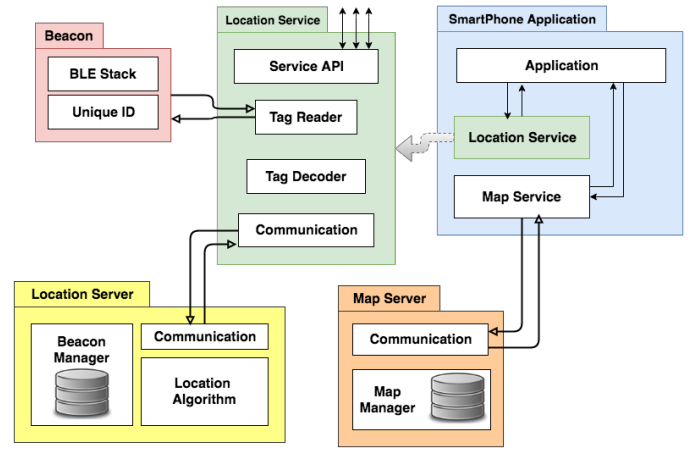 Location Service
SmartPhone Application
Beacon
BLE Stack
Unique ID
Service API
Tag Reader
Tag Decoder
Communication
Application
Location Service
Map Service
Location Server
Beacon
Manager
Communication
Location
Algorithm
Map Server
Communication
Map
Manager